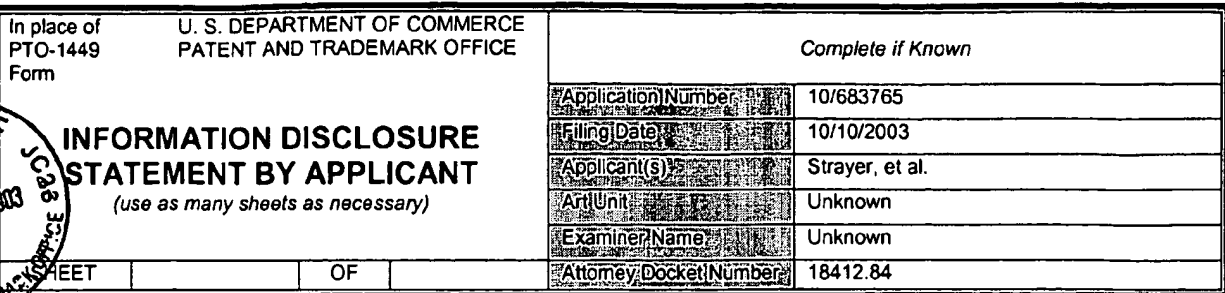 In place of
PTO-1449
Form
U. S. DEPARTMENT OF COMMERCE
PATENT AND TRADEMARK OFFICE
Complete if Known
INFORMATION DISCLOSURE
STATEMENT BY APPLICANT
(use as many sheets as necessary)
Application Number 10/683765
Filing Date 10/10/2003
Applicant(s) Strayer, et al.
Art Unit Unknown
Examiner Name Unknown
SHEET OF
Attorney Docket Number 18412.84